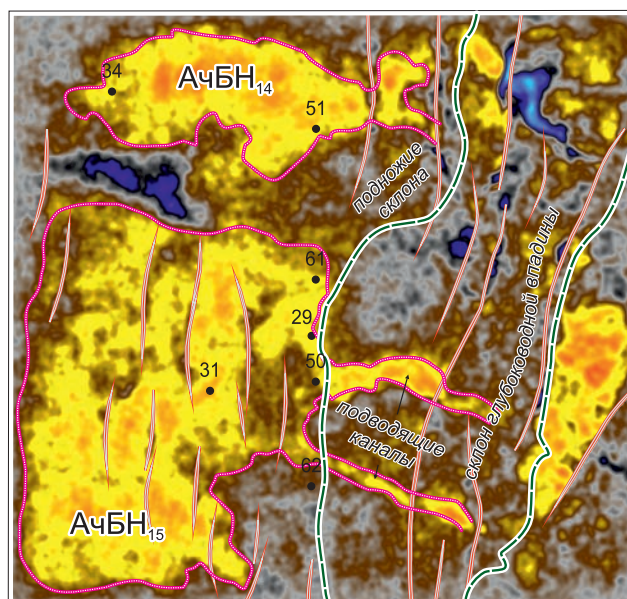 34
АчБН14
51
подножие
склона
61
29
50
31
склон глубоководной впадины
подводящие
каналы
62
АчБН15